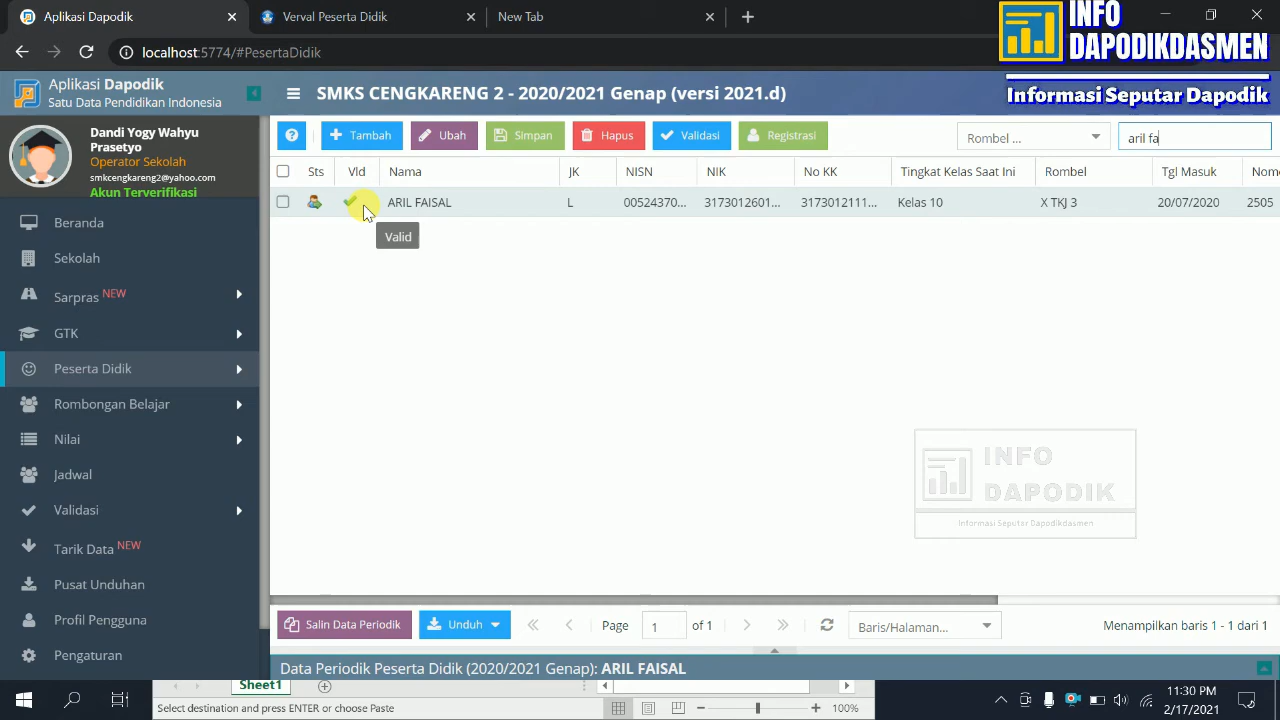 Aplikasi Dapodik
Verval Peserta Didik
New Tab
localhost:5774/#PesertaDidik
INFO
DAPODIKDASMEN
Informasi Seputar Dapodik
Aplikasi Dapodik
Satu Data Pendidikan Indonesia
SMKS CENGKARENG 2 - 2020/2021 Genap (versi 2021.d)
Dandi Yogy Wahyu
Prasetyo
Operator Sekolah
smkcengkareng2@yahoo.com
Akun Terverifikasi
Tambah
Ubah
Simpan
Hapus
Validasi
Registrasi
Rombel ...
aril fa
Sts Vld Nama JK NISN NIK No KK Tingkat Kelas Saat Ini Rombel Tgl Masuk Nomo
ARIL FAISAL L 00524370... 3173012601... 3173012111... Kelas 10 X TKJ 3 20/07/2020 2505
Valid
Beranda
Sekolah
Sarpras NEW
GTK
Peserta Didik
Rombongan Belajar
Nilai
Jadwal
Validasi
Tarik Data NEW
Pusat Unduhan
Profil Pengguna
Pengaturan
INFO
DAPODIK
Informasi Seputar Dapodikdasmen
Salin Data Periodik
Unduh
Page 1 of 1
Baris/Halaman...
Menampilkan baris 1 - 1 dari 1
Data Periodik Peserta Didik (2020/2021 Genap): ARIL FAISAL
Sheet1
Select destination and press ENTER or choose Paste
100%
11:30 PM
2/17/2021